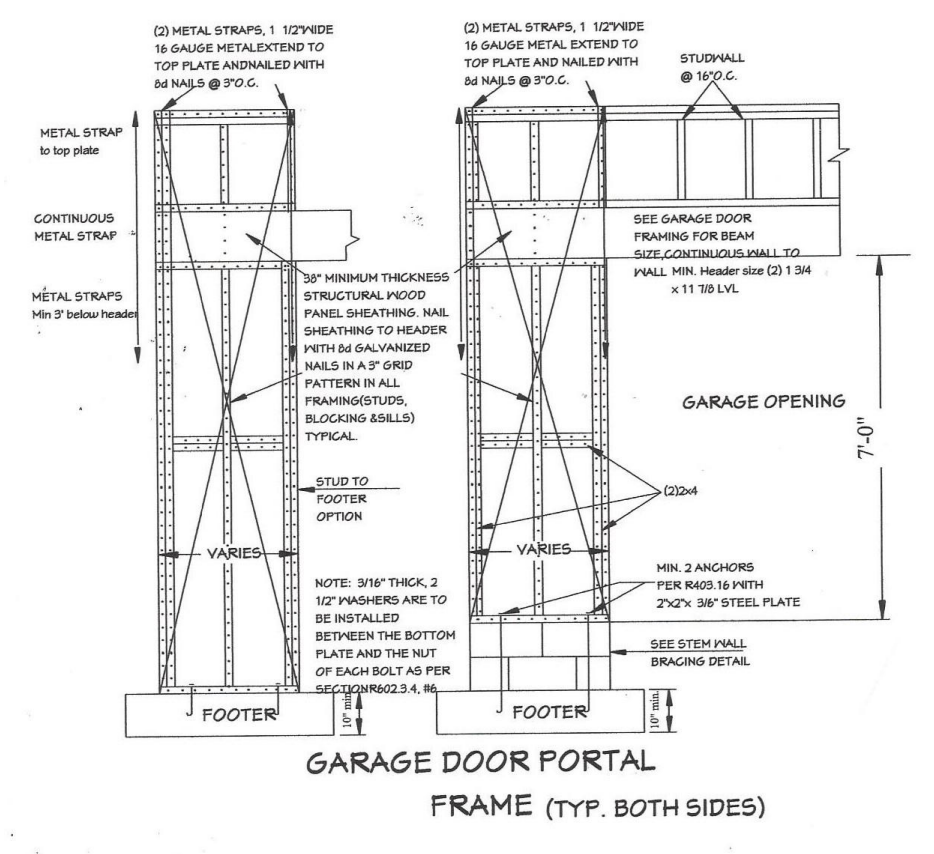 (2) METAL STRAPS, 1 1/2"WIDE
16 GAUGE METALEXTEND TO
TOP PLATE ANDNAILED WITH
8d NAILS @ 3"O.C.
(2) METAL STRAPS, 1 1/2"WIDE
16 GAUGE METAL EXTEND TO
TOP PLATE AND NAILED WITH
8d NAILS @ 3"O.C.
STUDWALL
@ 16"O.C.
METAL STRAP
to top plate
CONTINUOUS
METAL STRAP
METAL STRAPS
Min 3' below header
SEE GARAGE DOOR
FRAMING FOR BEAM
SIZE,CONTINUOUS WALL TO
WALL MIN. Header size (2) 1 3/4
x 11 7/8 LVL
38" MINIMUM THICKNESS
STRUCTURAL WOOD
PANEL SHEATHING. NAIL
SHEATHING TO HEADER
WITH 8d GALVANIZED
NAILS IN A 3" GRID
PATTERN IN ALL
FRAMING(STUDS,
BLOCKING &SILLS)
TYPICAL.
GARAGE OPENING
7'-0"
STUD TO
FOOTER
OPTION
(2)2x4
VARIES
VARIES
MIN. 2 ANCHORS
PER R403.16 WITH
2"x2"x 3/6" STEEL PLATE
NOTE: 3/16" THICK, 2
1/2" WASHERS ARE TO
BE INSTALLED
BETWEEN THE BOTTOM
PLATE AND THE NUT
OF EACH BOLT AS PER
SECTIONR602.3.4, #6
SEE STEM WALL
BRACING DETAIL
FOOTER
10" min.
FOOTER
10" min.
GARAGE DOOR PORTAL
FRAME (TYP. BOTH SIDES)